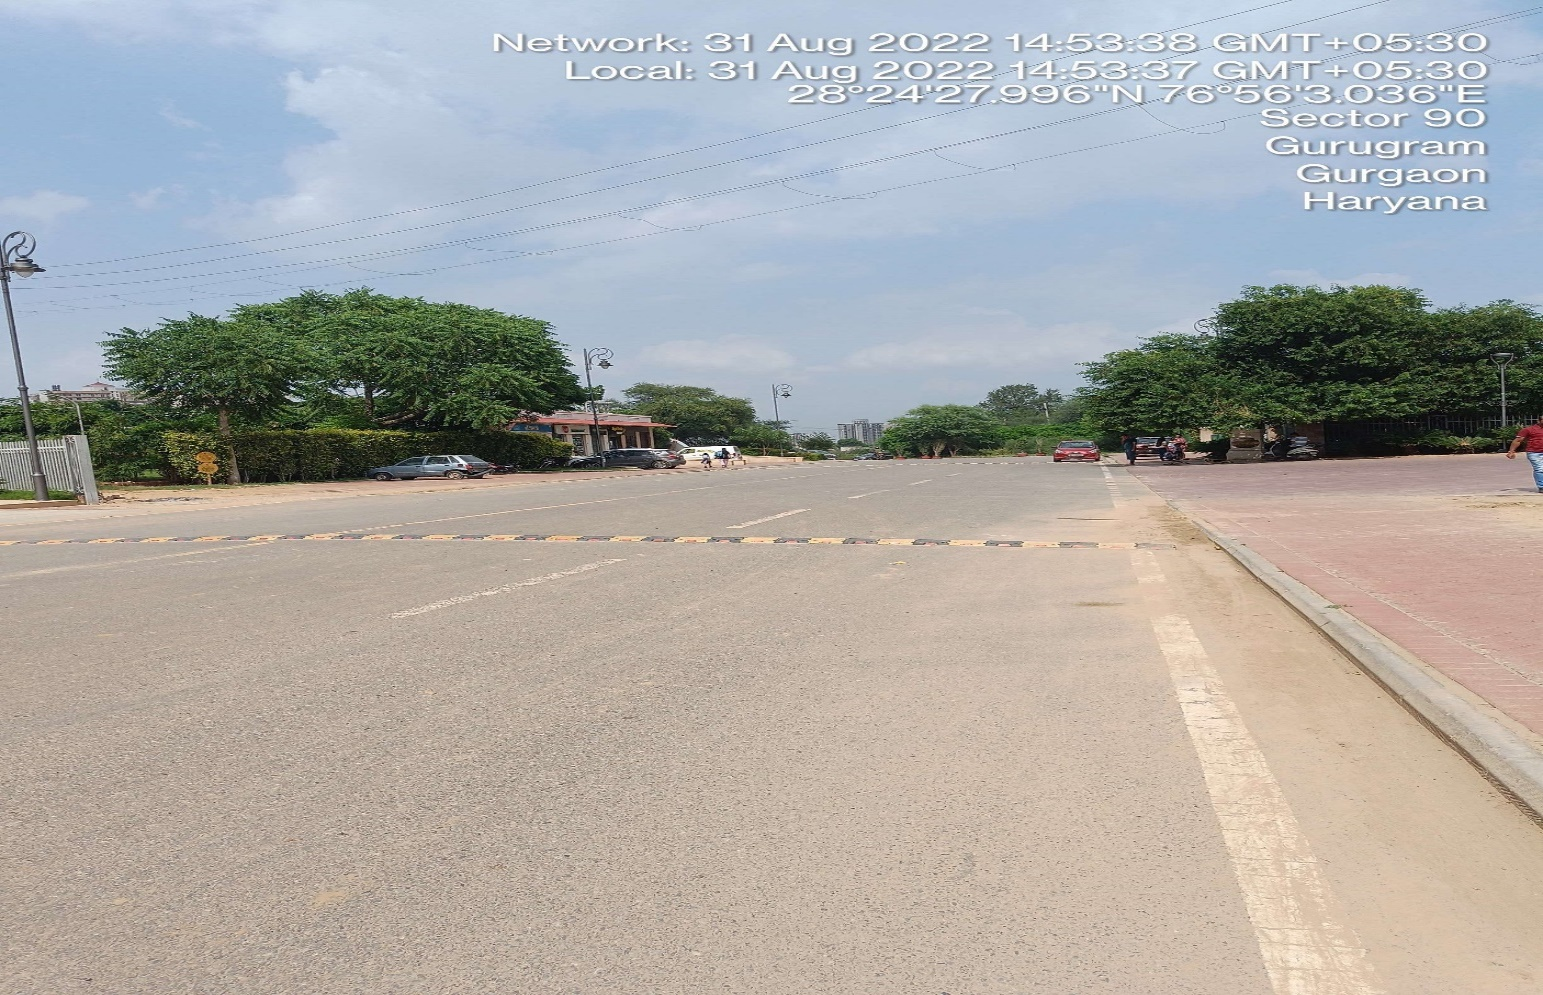 Network: 31 Aug 2022 14:53:38 GMT+05:30
Local: 31 Aug 2022 14:53:37 GMT+05:30
28°24'27.996"N 76°56'3.036"E
Sector 90
Gurugram
Gurgaon
Haryana